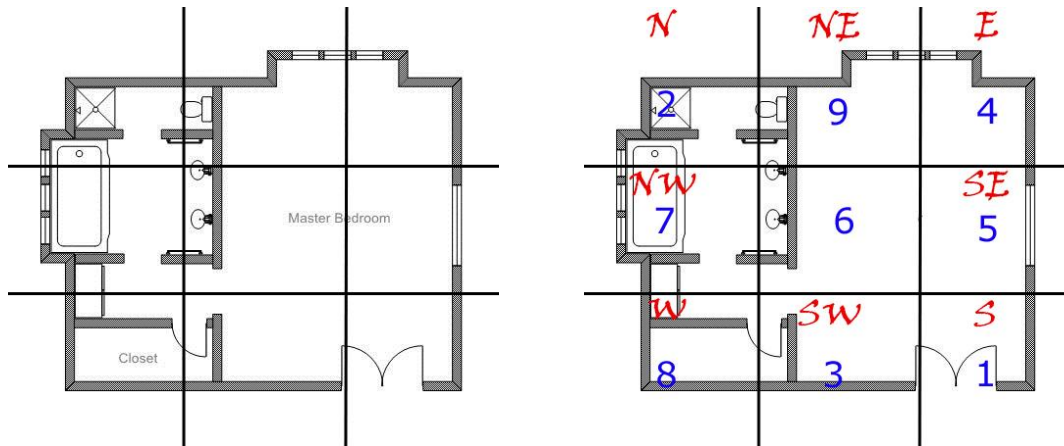 N NE E
2 9 4
NW SE
Master Bedroom
7 6 5
W SW S
Closet
8 3 1